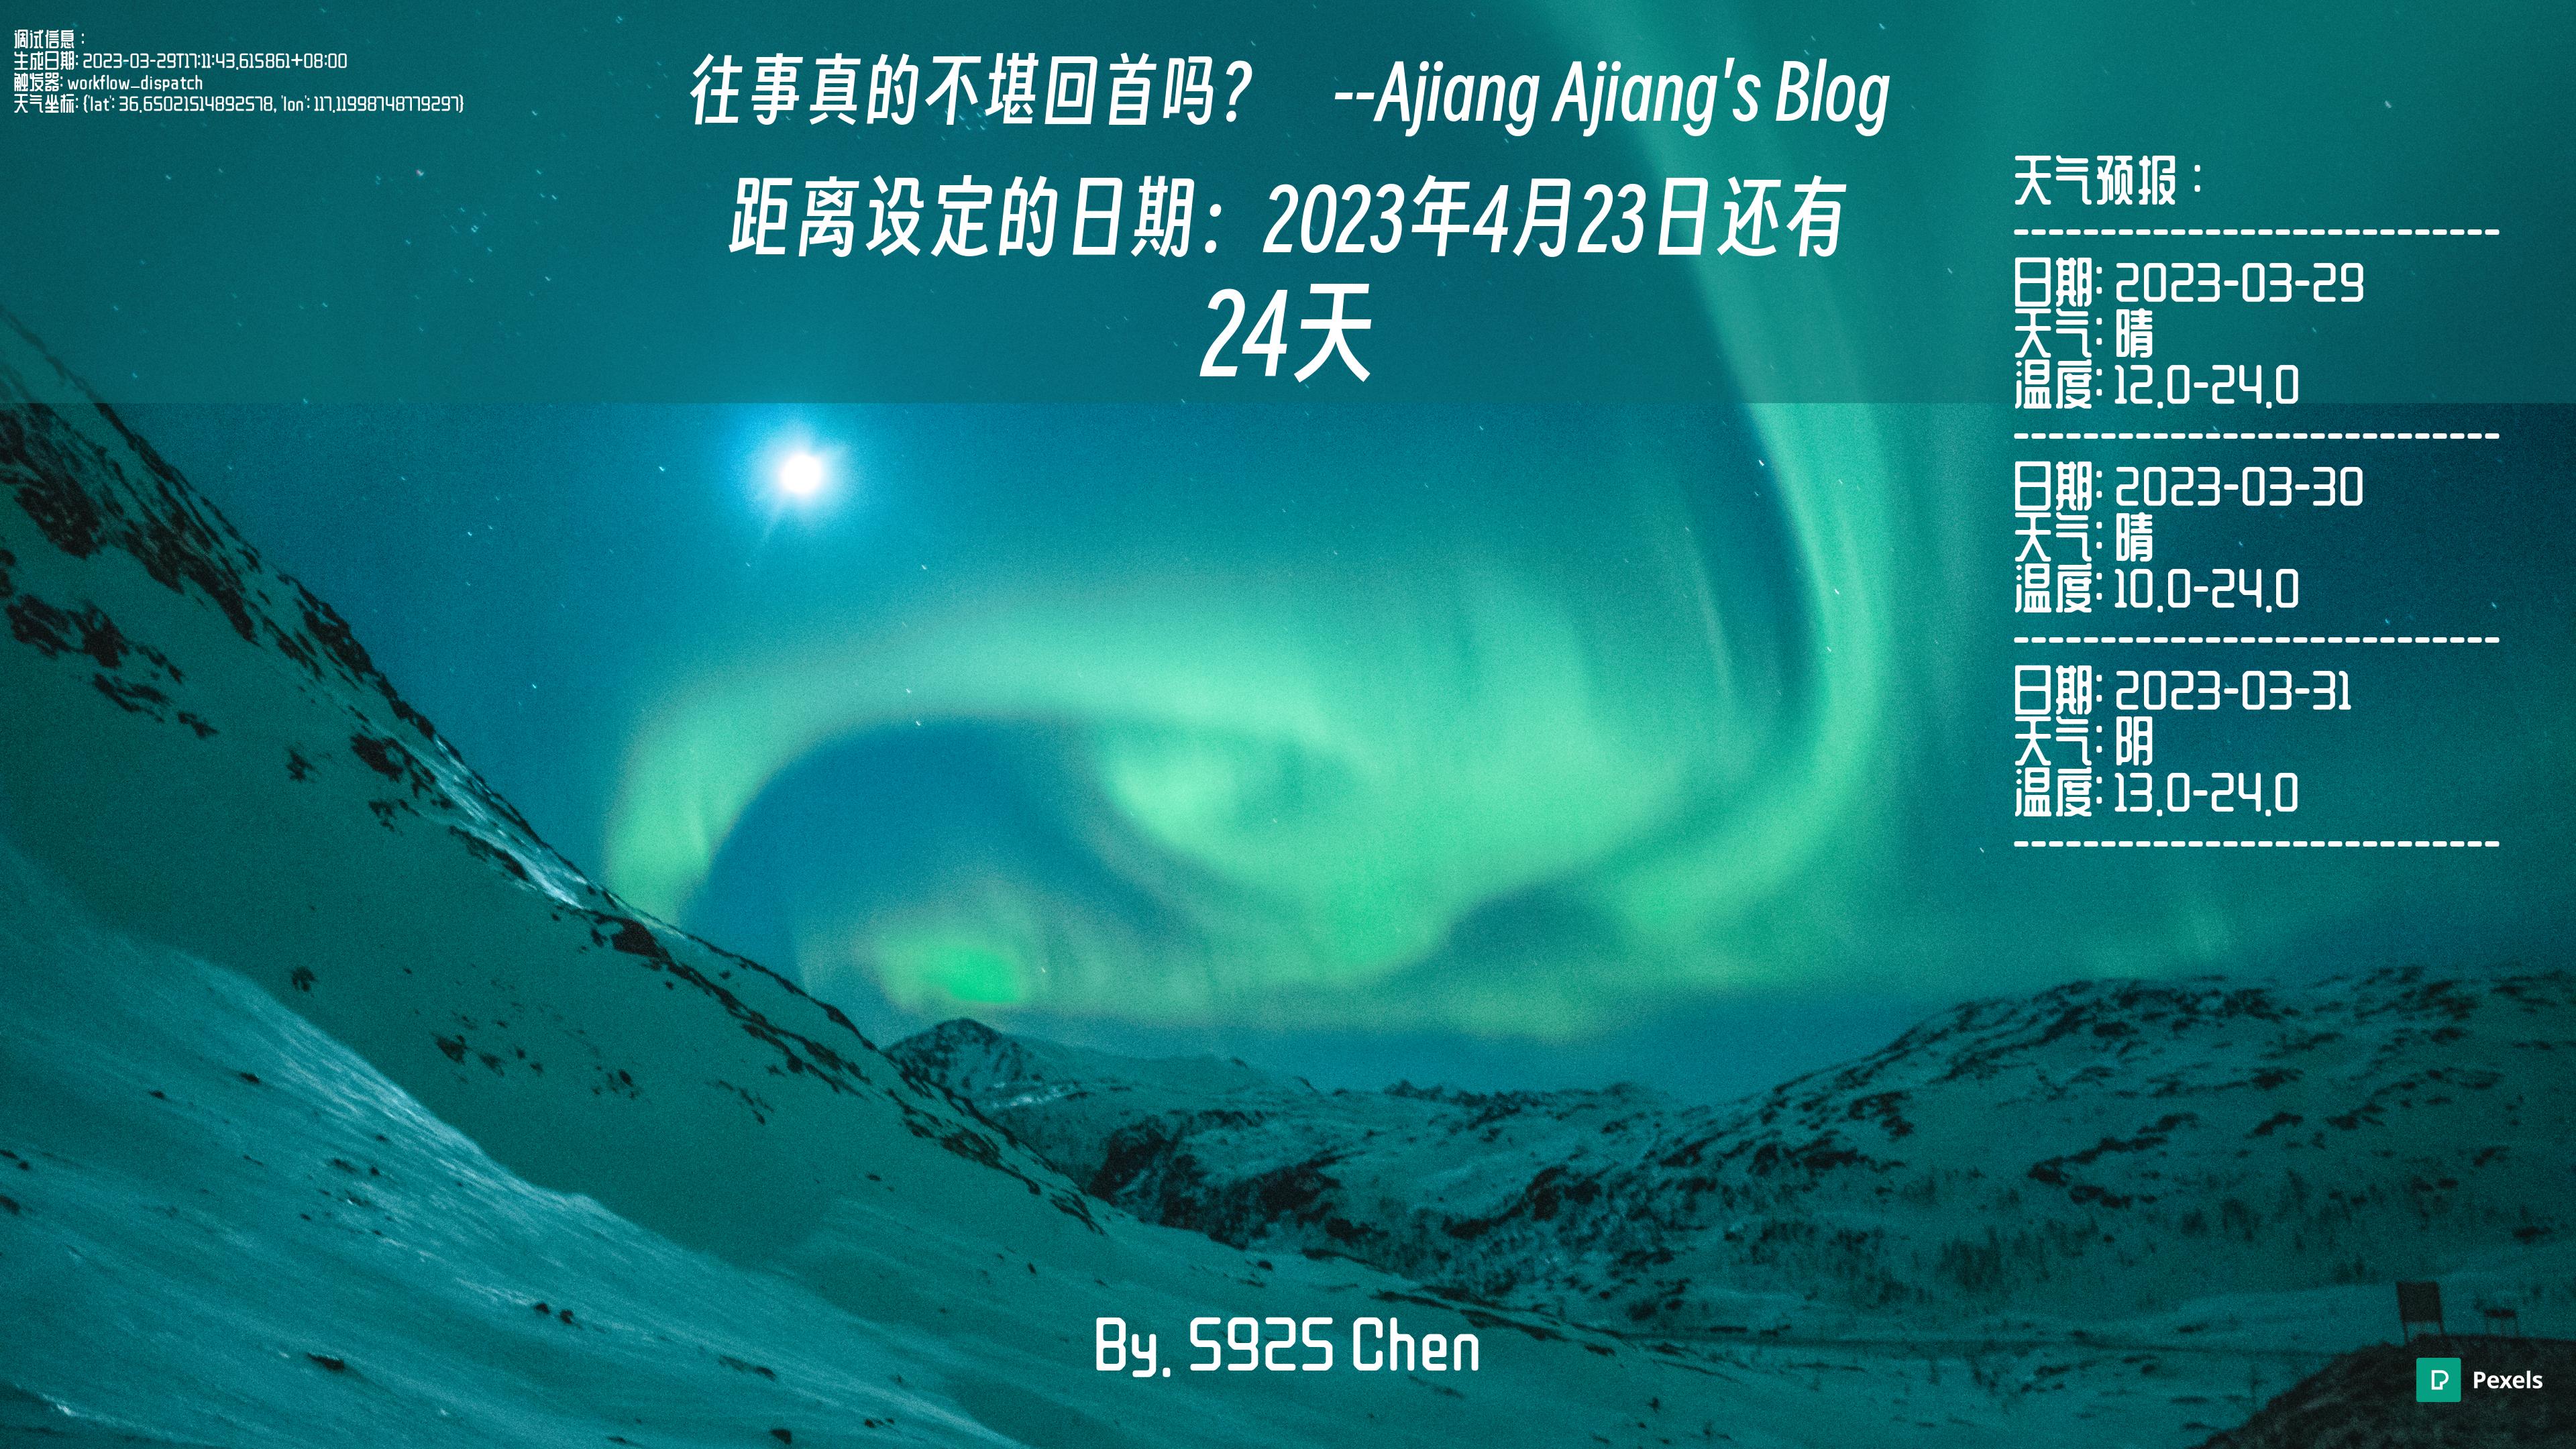 调试信息：
生成日期: 2023-03-29T17:11:43.615861+08:00
触发器: workflow_dispatch
天气坐标: {'lat': 36.65021514892578, 'lon': 117.11998748779297}
往事真的不堪回首吗？ --Ajiang Ajiang's Blog
距离设定的日期：2023年4月23日还有
24天
天气预报：
----------------------------
日期: 2023-03-29
天气: 晴
温度: 12.0-24.0
----------------------------
日期: 2023-03-30
天气: 晴
温度: 10.0-24.0
----------------------------
日期: 2023-03-31
天气: 阴
温度: 13.0-24.0
----------------------------
By. S925 Chen
Pexels